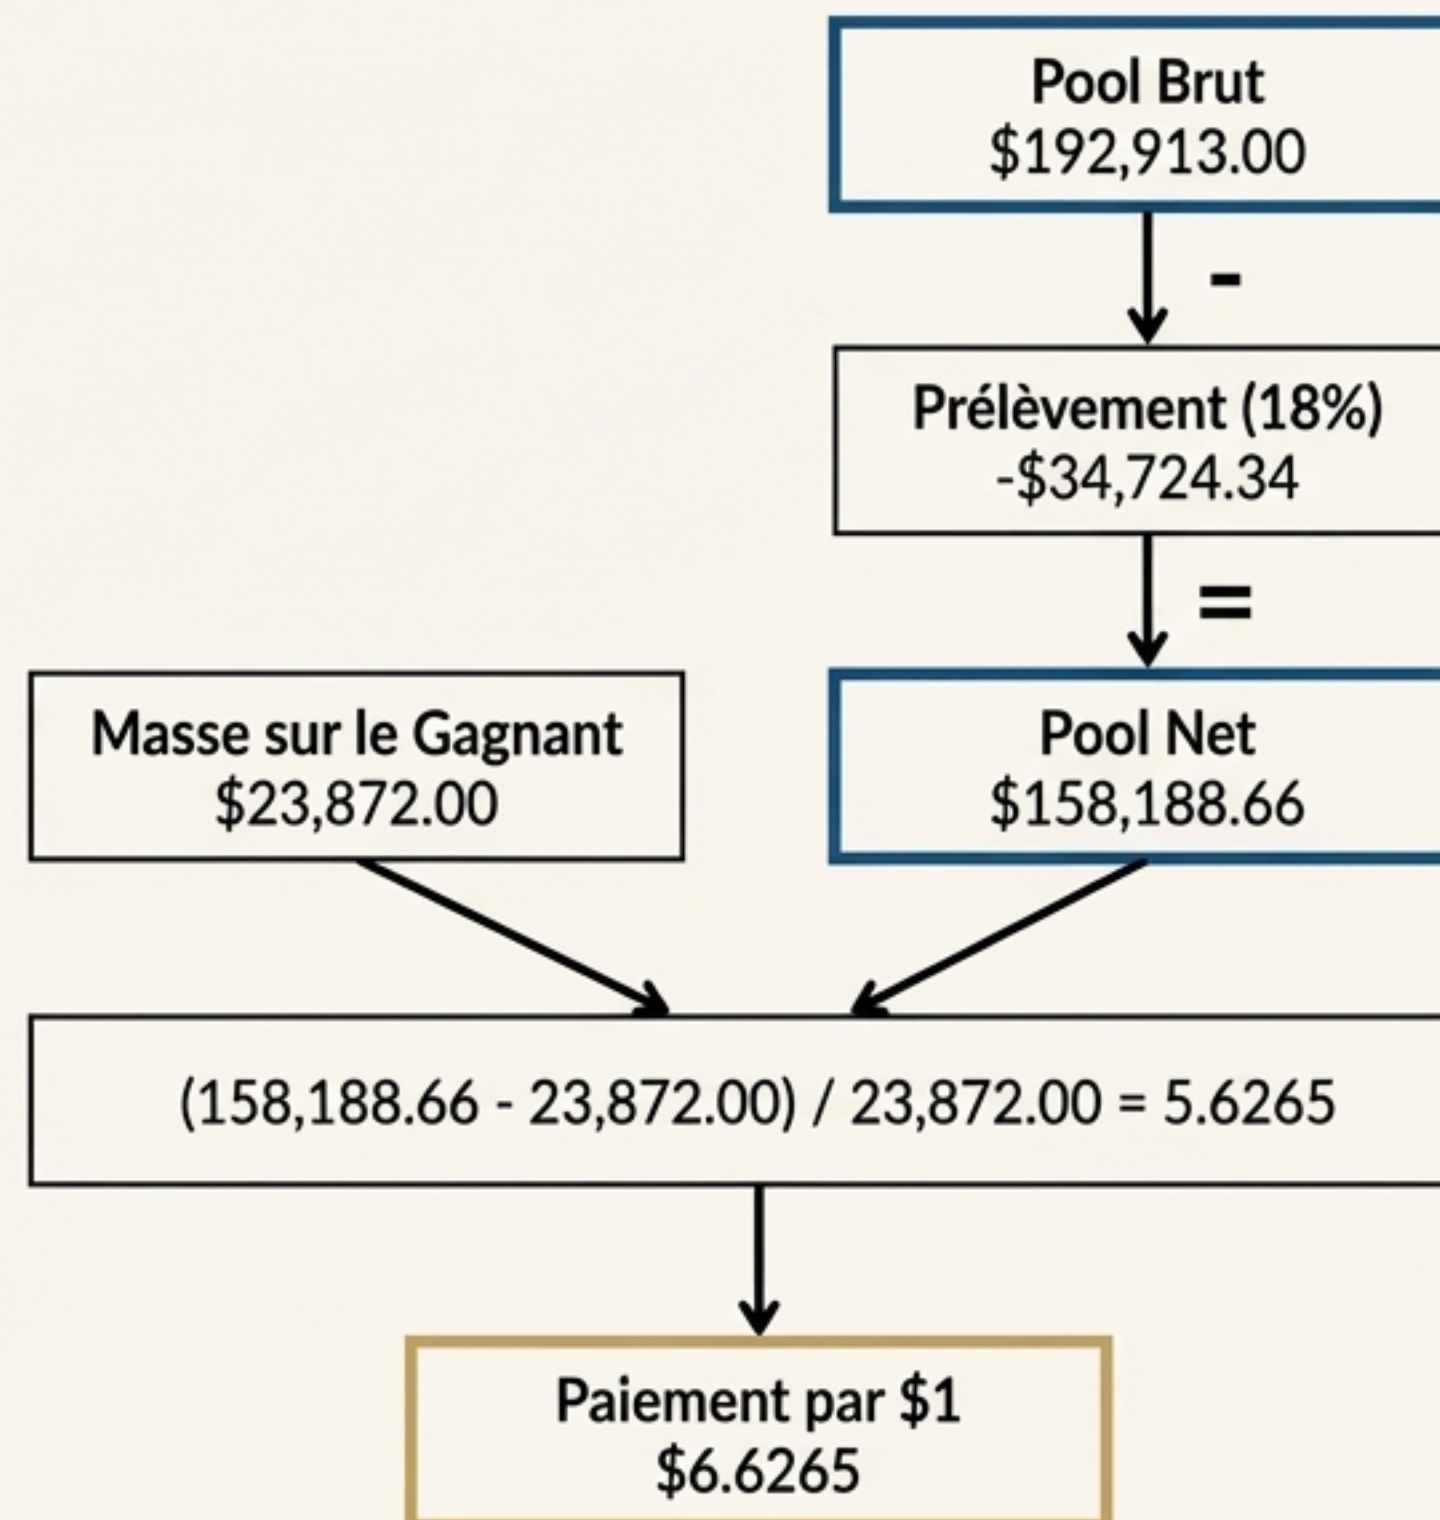 Pool Brut
$192,913.00
-
Prélèvement (18%)
-$34,724.34
=
Masse sur le Gagnant
$23,872.00
Pool Net
$158,188.66
(158,188.66 - 23,872.00) / 23,872.00 = 5.6265
Paiement par $1
$6.6265